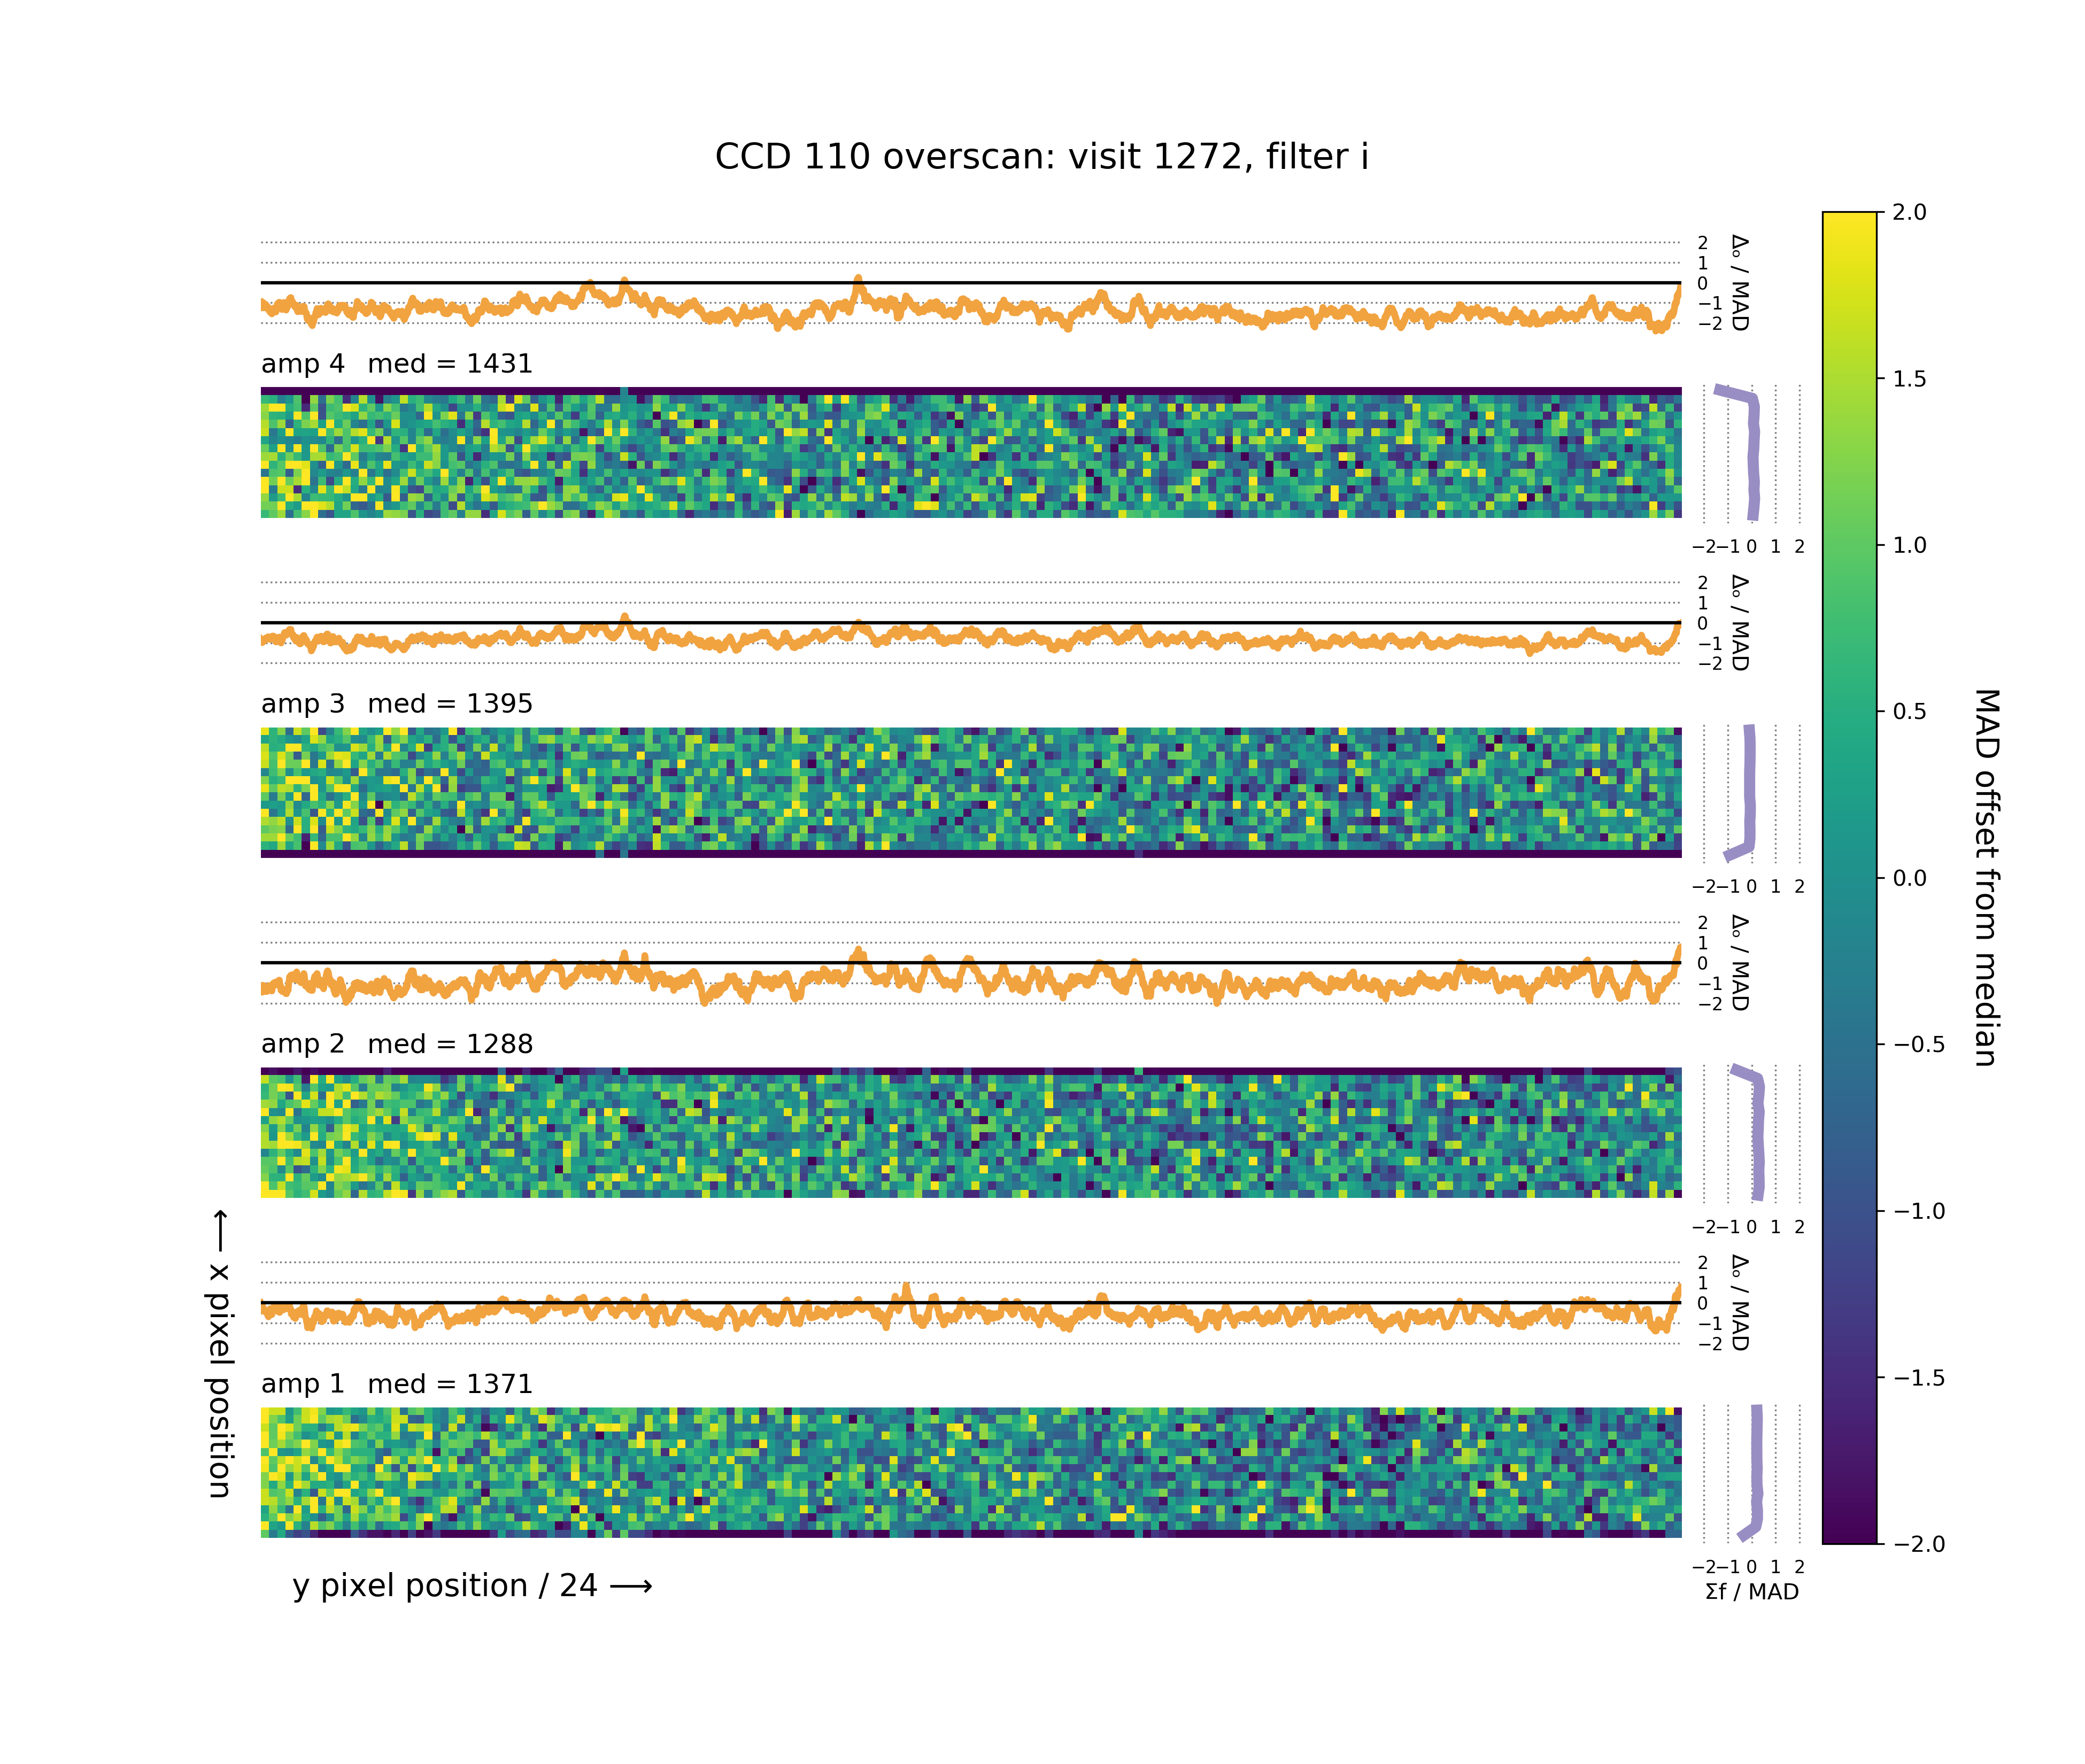 CCD 110 overscan: visit 1272, filter i
2
1
0
−1
−2
Δₒ / MAD
amp 4 med = 1431
−2 −1 0 1 2
2
1
0
−1
−2
Δₒ / MAD
amp 3 med = 1395
−2 −1 0 1 2
2
1
0
−1
−2
Δₒ / MAD
amp 2 med = 1288
−2 −1 0 1 2
2
1
0
−1
−2
Δₒ / MAD
amp 1 med = 1371
−2 −1 0 1 2
Σf / MAD
x pixel position ⟶
y pixel position / 24 ⟶
2.0
1.5
1.0
0.5
0.0
−0.5
−1.0
−1.5
−2.0
MAD offset from median